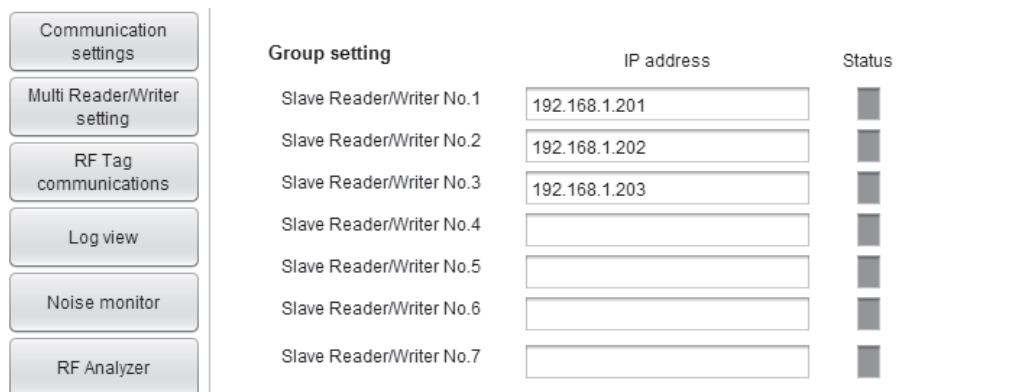 Communication
settings
Multi Reader/Writer
setting
RF Tag
communications
Log view
Noise monitor
RF Analyzer
Group setting
IP address
Status
Slave Reader/Writer No.1
192.168.1.201
Slave Reader/Writer No.2
192.168.1.202
Slave Reader/Writer No.3
192.168.1.203
Slave Reader/Writer No.4
Slave Reader/Writer No.5
Slave Reader/Writer No.6
Slave Reader/Writer No.7